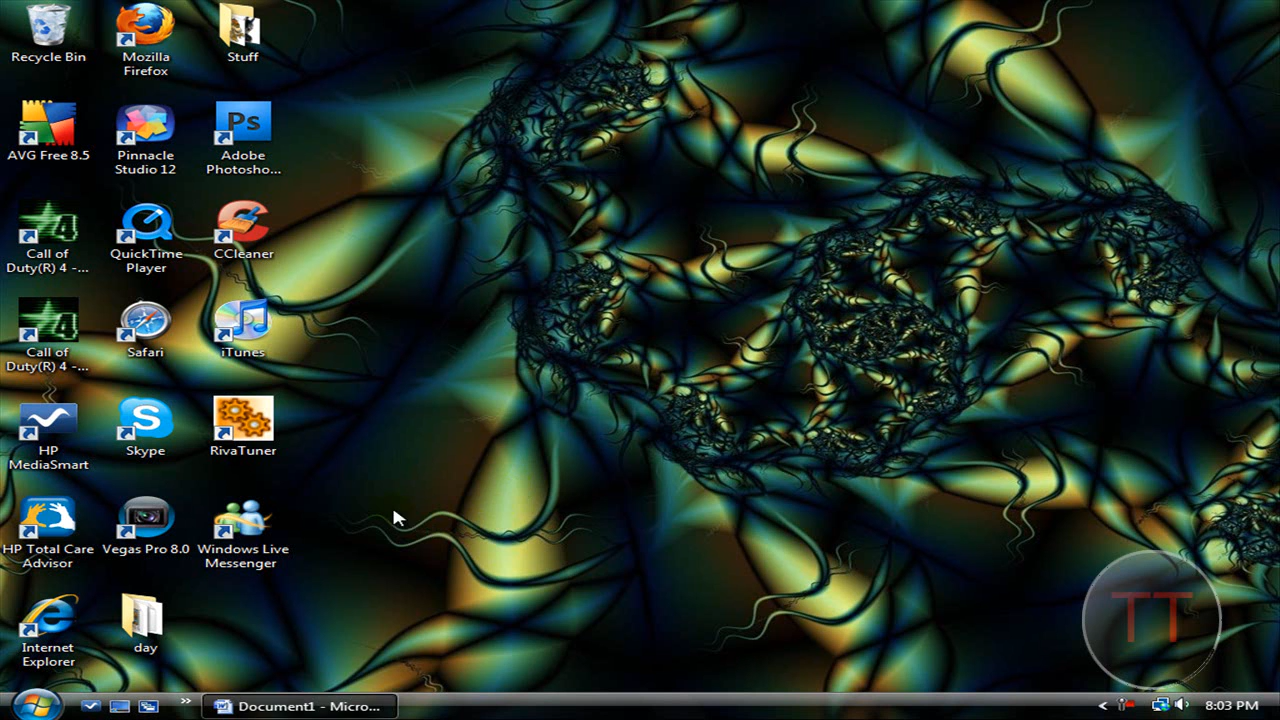 Recycle Bin
Mozilla
Firefox
Stuff
AVG Free 8.5
Pinnacle
Studio 12
Ps
Adobe
Photosho...
Call of
Duty(R) 4 -...
QuickTime
Player
CCleaner
4
Call of
Duty(R) 4 -...
Safari
iTunes
HP
MediaSmart
Skype
RivaTuner
HP Total Care
Advisor
Vegas Pro 8.0
Windows Live
Messenger
Internet
Explorer
day
TT
Document1 - Micro...
8:03 PM